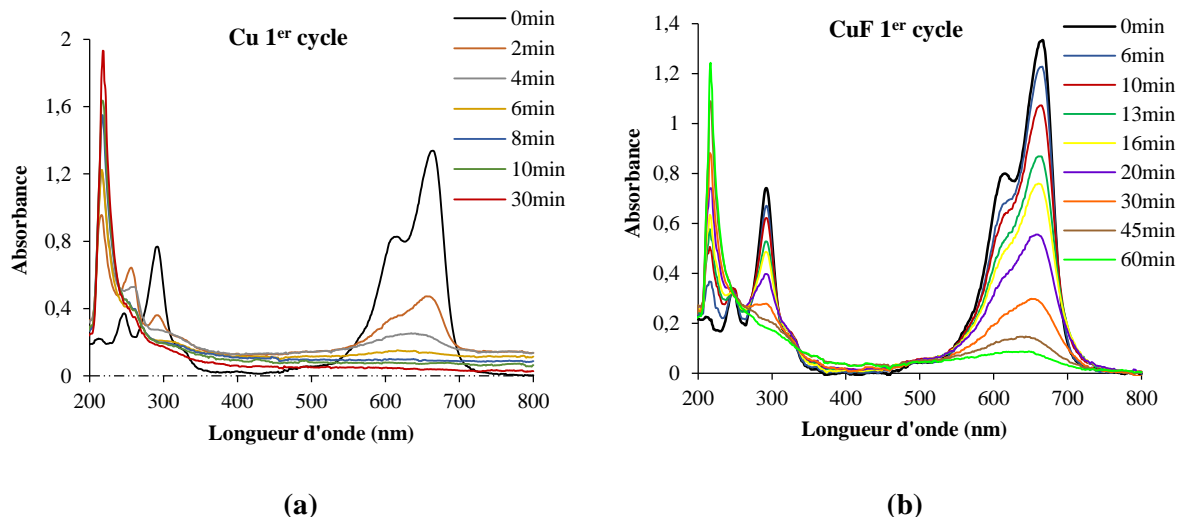 Cu 1er cycle
Absorbance
2
1,6
1,2
0,8
0,4
0
200 300 400 500 600 700 800
Longueur d'onde (nm)
0min
2min
4min
6min
8min
10min
30min
(a)
CuF 1er cycle
Absorbance
1,4
1,2
1
0,8
0,6
0,4
0,2
0
200 300 400 500 600 700 800
Longueur d'onde (nm)
0min
6min
10min
13min
16min
20min
30min
45min
60min
(b)